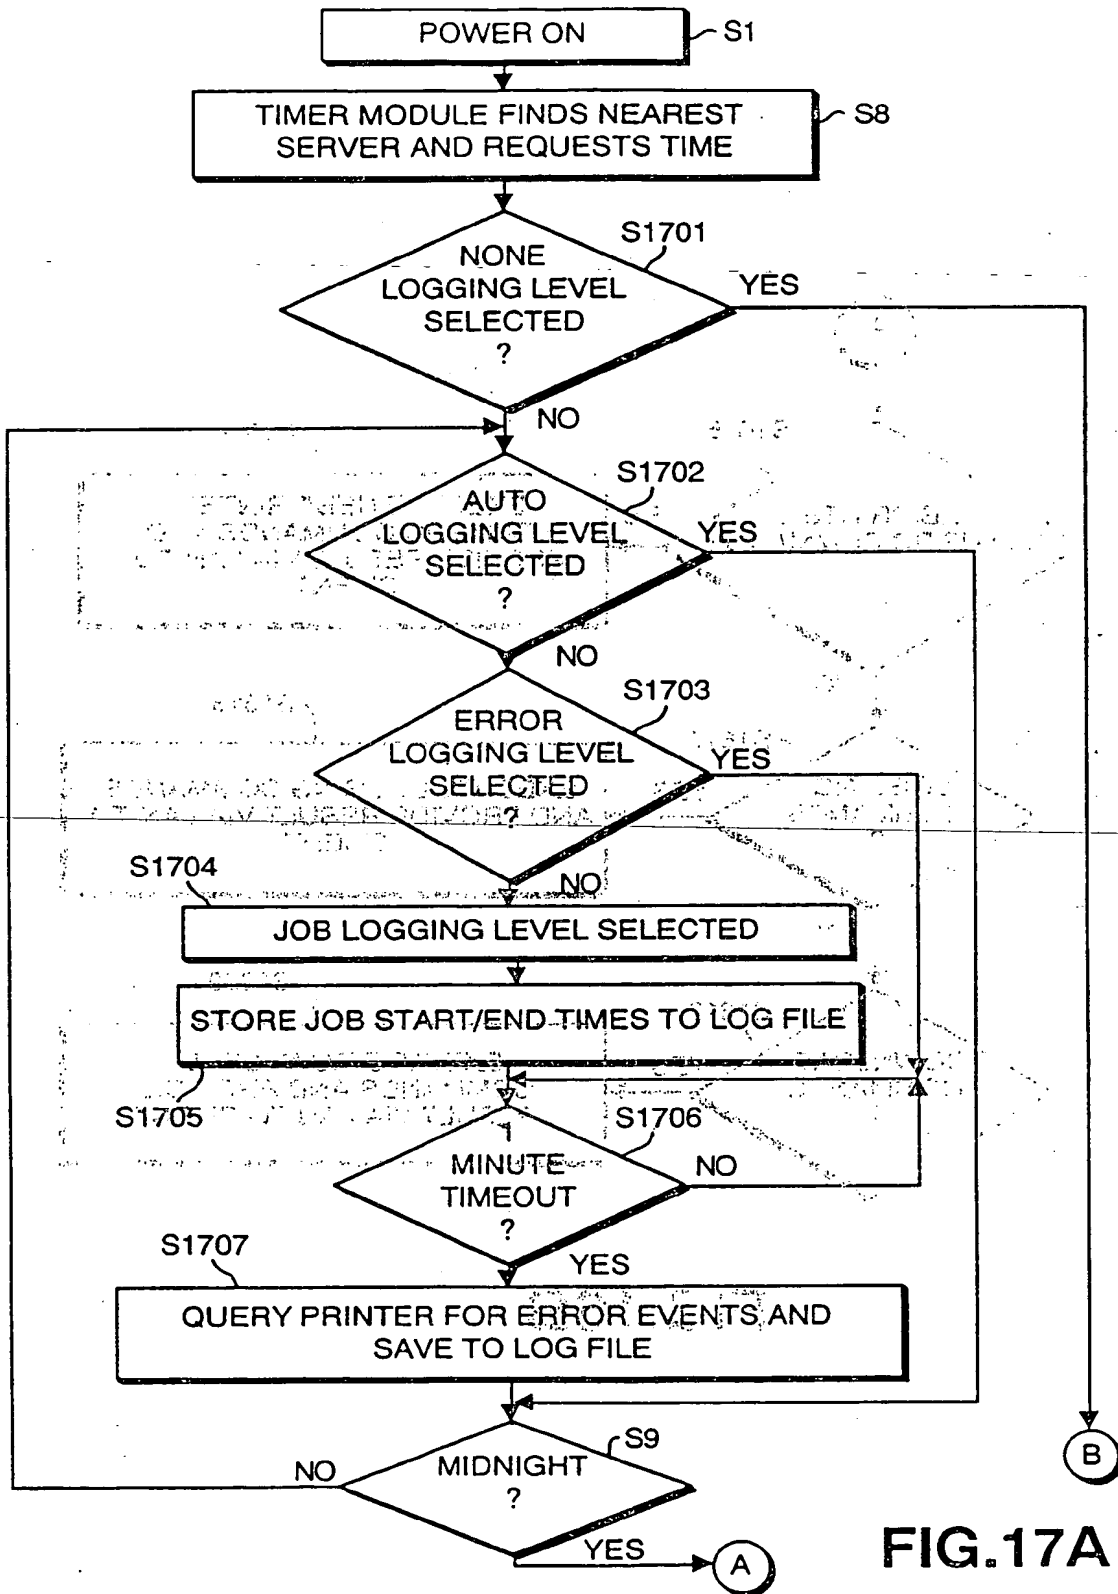 POWER ON
S1
TIMER MODULE FINDS NEAREST
SERVER AND REQUESTS TIME
S8
S1701
NONE
LOGGING LEVEL
SELECTED
?
YES
NO
S1702
AUTO
LOGGING LEVEL
SELECTED
?
YES
NO
S1703
ERROR
LOGGING LEVEL
SELECTED
?
YES
NO
S1704
JOB LOGGING LEVEL SELECTED
STORE JOB START/END TIMES TO LOG FILE
S1705
S1706
1
MINUTE
TIMEOUT
?
NO
YES
S1707
QUERY PRINTER FOR ERROR EVENTS AND
SAVE TO LOG FILE
S9
MIDNIGHT
?
NO
YES
A
B
FIG.17A